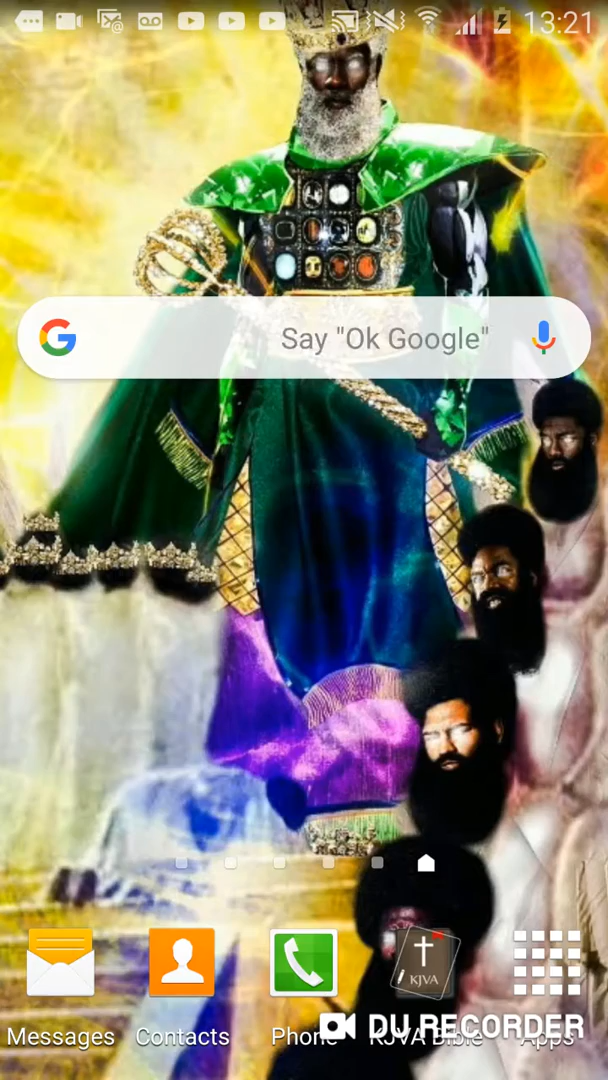 13:21
G Say "Ok Google"
KJVA
Messages Contacts Phone KJVA Bible Apps
DU RECORDER